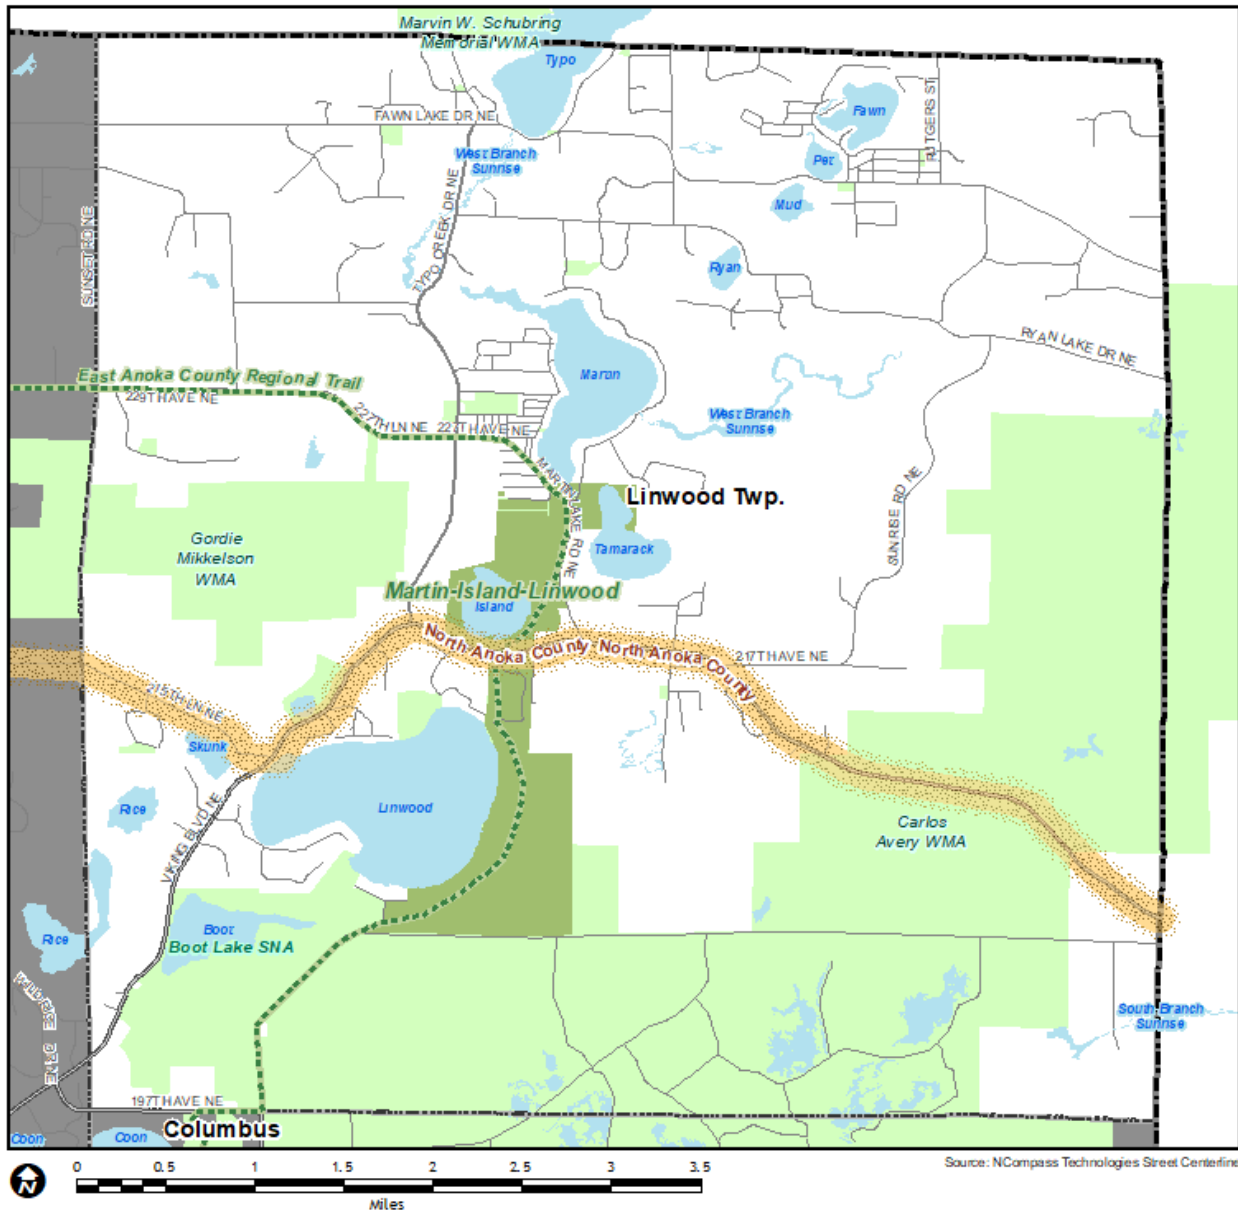 Marvin W. Schubring
Memorial WMA
Typo
FAWN LAKE DR NE
Fawn
RUTGERS ST
West Branch
Sunrise
Pet
Mud
SUNSET RD NE
TYPO CREEK DR NE
Ryan
RYAN LAKE DR NE
East Anoka County Regional Trail
229TH AVE NE
Martin
227TH LN NE
227TH AVE NE
West Branch
Sunrise
MARTIN LAKE RD NE
Linwood Twp.
SUNRISE RD NE
Gordie
Mikkelson
WMA
Tamarack
Martin-Island-Linwood
Island
North Anoka County
North Anoka County
217TH AVE NE
215TH LN NE
Skunk
Linwood
Rice
VIKING BLVD NE
Carlos
Avery WMA
Boot
Boot Lake SNA
Rice
WILD RICE DR NE
South Branch
Sunrise
197TH AVE NE
Columbus
Coon
Coon
0 0.5 1 1.5 2 2.5 3 3.5
Miles
N
Source: NCompass Technologies Street Centerline